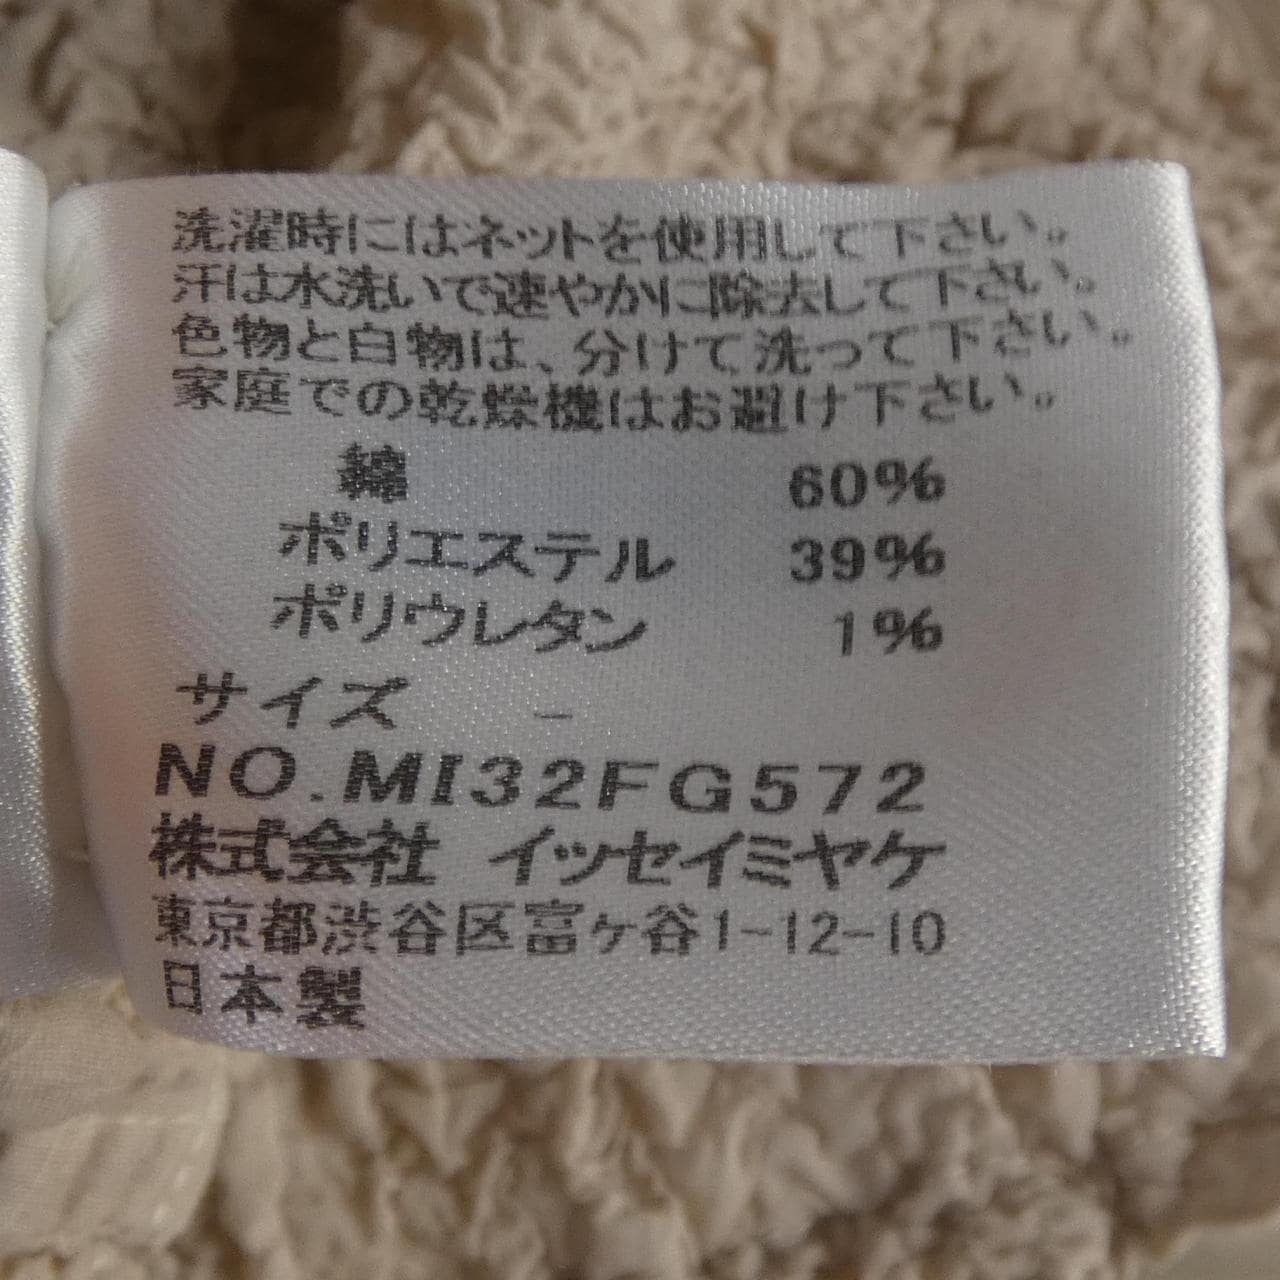 洗濯時にはネットを使用して下さい。
汗は水洗いで速やかに除去して下さい。
色物と白物は、分けて洗って下さい。
家庭での乾燥機はお避け下さい。
綿 60%
ポリエステル 39%
ポリウレタン 1%
サイズ -
NO.MI32FG572
株式会社 イッセイミヤケ
東京都渋谷区富ヶ谷1-12-10
日本製